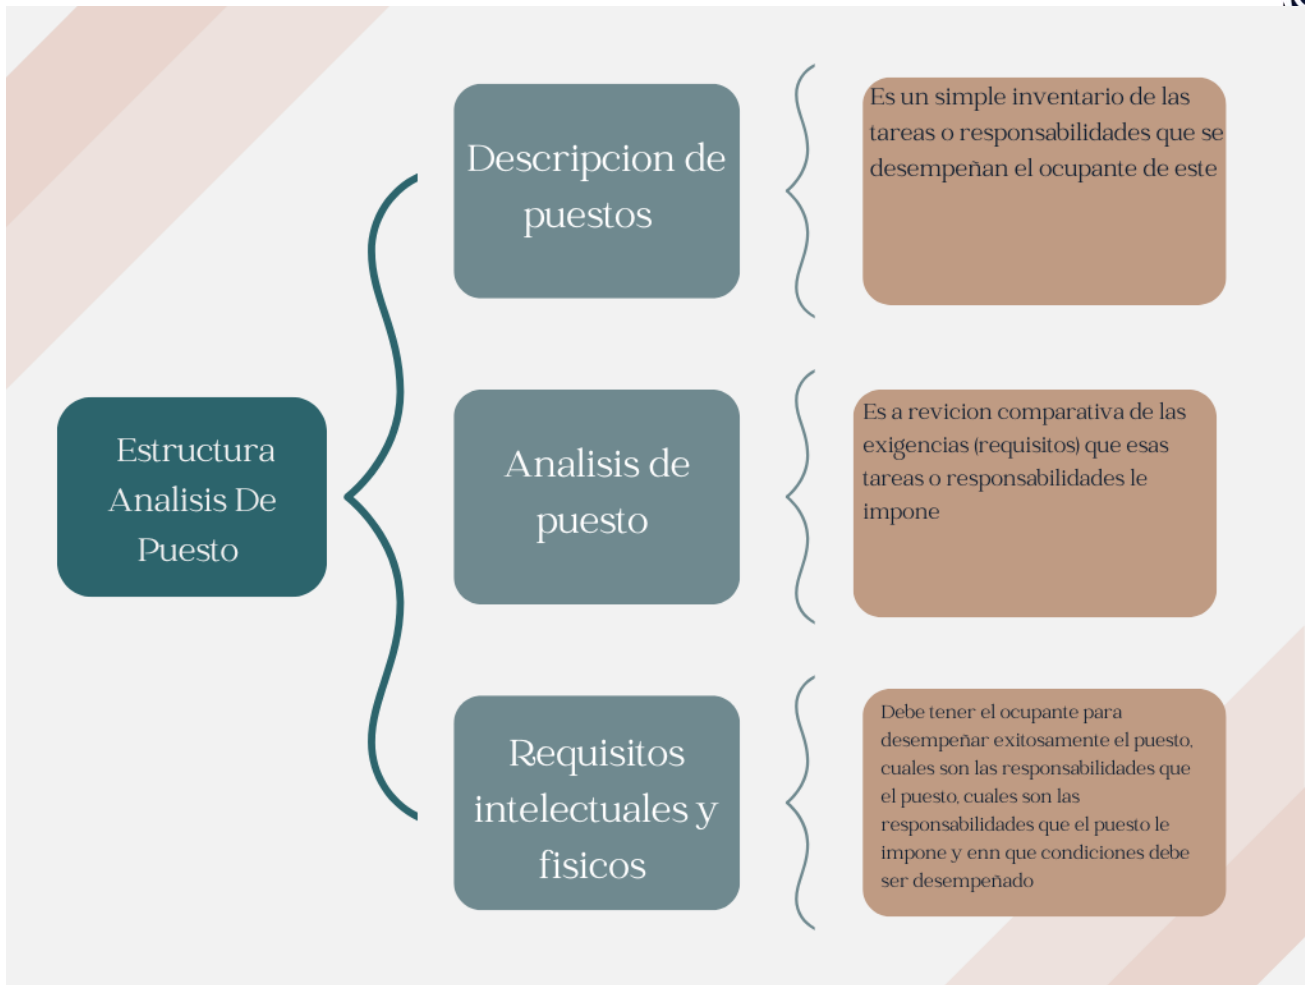 Estructura
Analisis De
Puesto
Descripcion de
puestos
Es un simple inventario de las
tareas o responsabilidades que se
desempeñan el ocupante de este
Analisis de
puesto
Es a revicion comparativa de las
exigencias (requisitos) que esas
tareas o responsabilidades le
impone
Requisitos
intelectuales y
fisicos
Debe tener el ocupante para
desempeñar exitosamente el puesto,
cuales son las responsabilidades que
el puesto, cuales son las
responsabilidades que el puesto le
impone y enn que condiciones debe
ser desempeñado